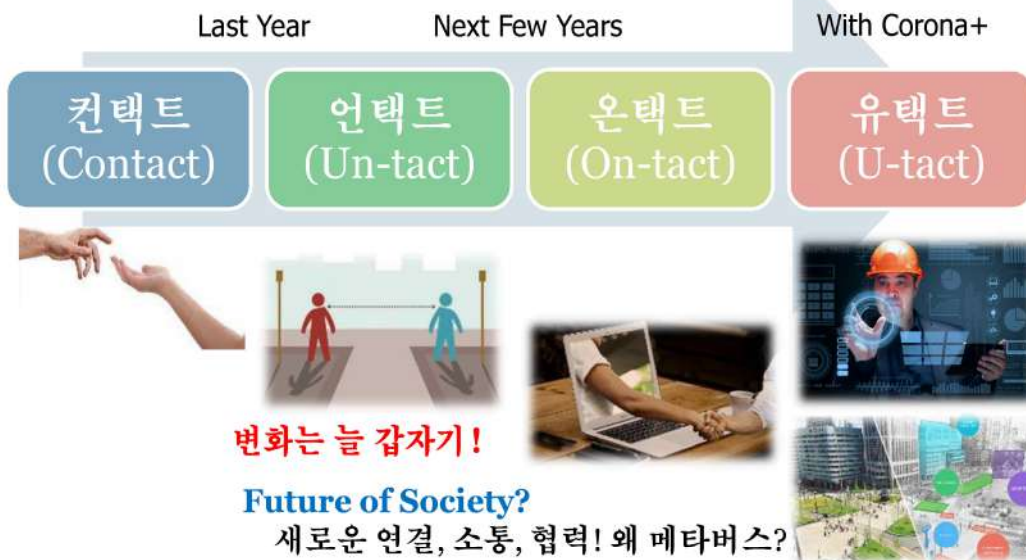 Last Year
Next Few Years
With Corona+
컨택트
(Contact)
언택트
(Un-tact)
온택트
(On-tact)
유택트
(U-tact)
변화는 늘 갑자기!
Future of Society?
새로운 연결, 소통, 협력! 왜 메타버스?